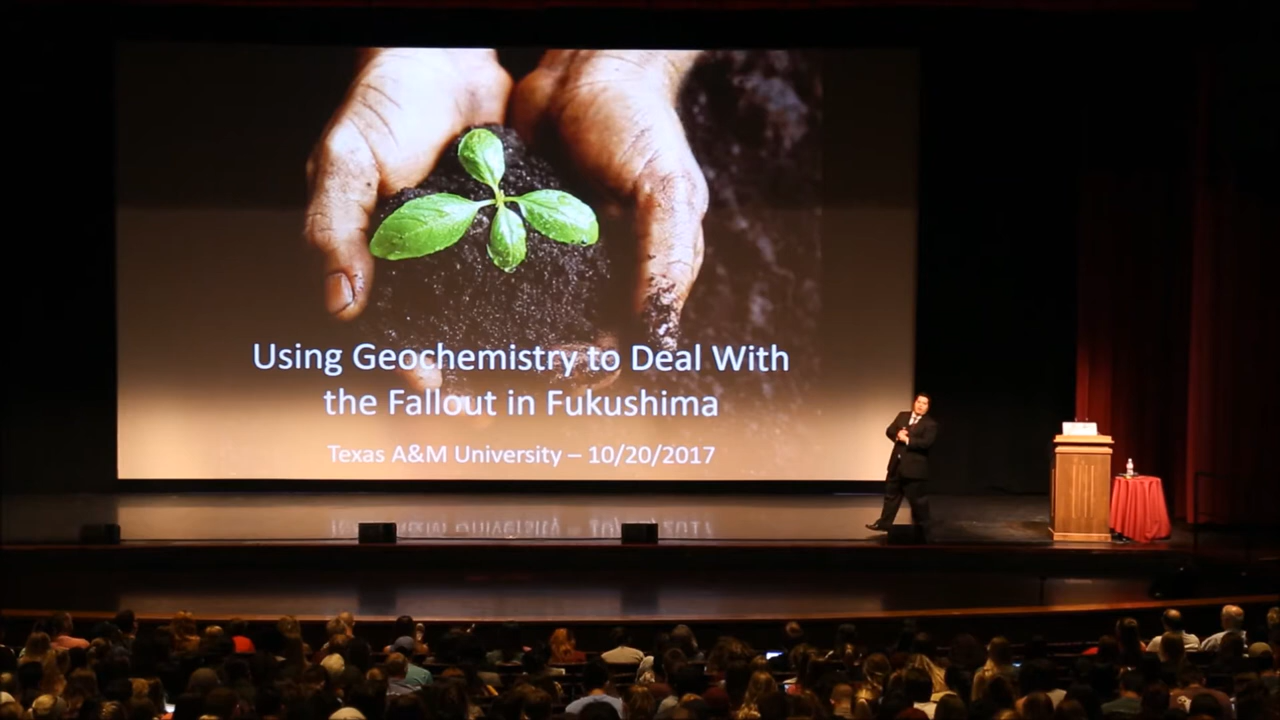 Using Geochemistry to Deal With
the Fallout in Fukushima
Texas A&M University – 10/20/2017